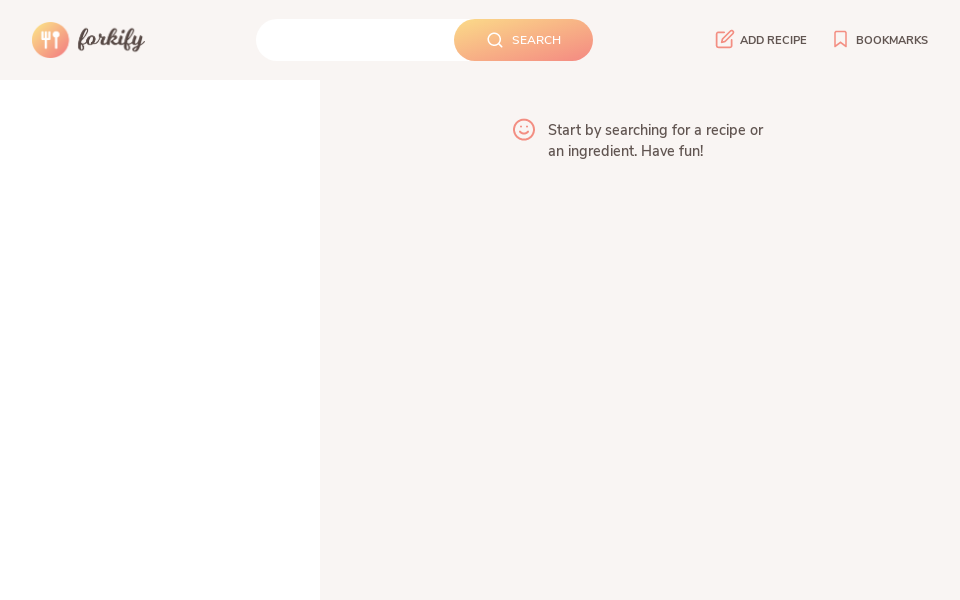 forkify
SEARCH
ADD RECIPE
BOOKMARKS
Start by searching for a recipe or
an ingredient. Have fun!